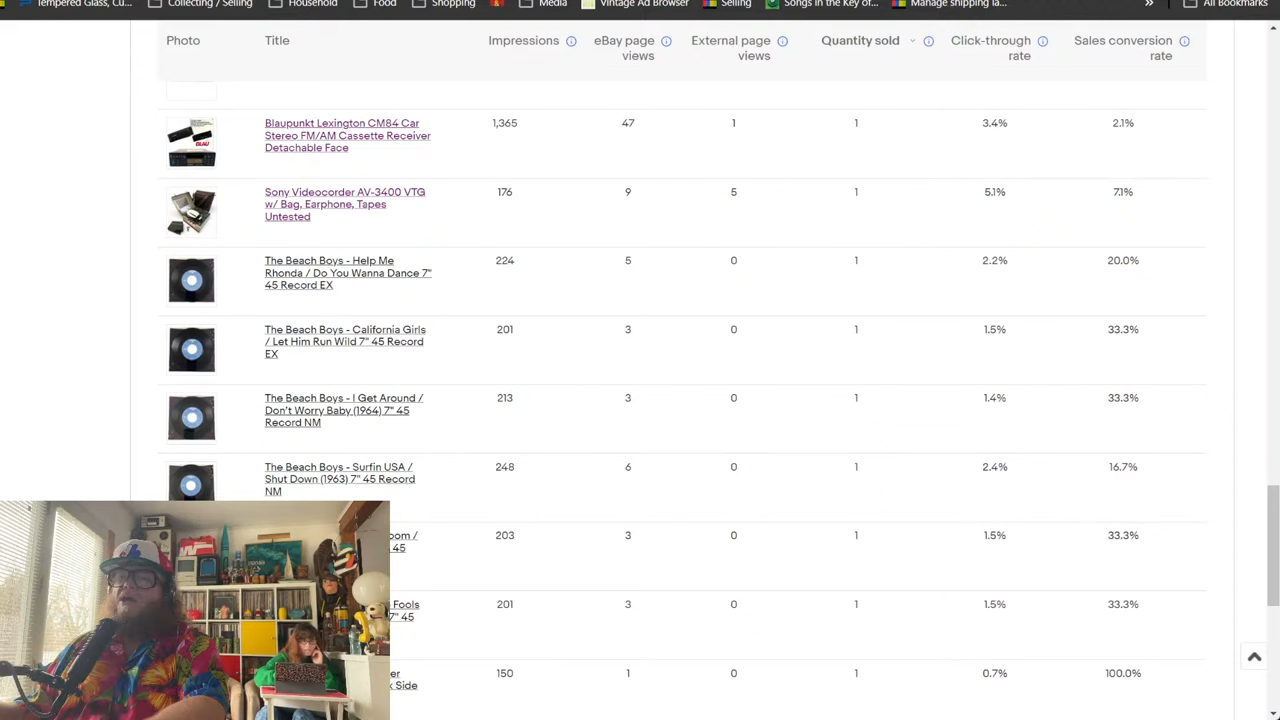 Tempered Glass, Cu...
Collecting / Selling
Household
Food
Shopping
Media
Vintage Ad Browser
Selling
Songs in the Key of...
Manage shipping la...
»
All Bookmarks
Photo
Title
Impressions
eBay page
views
External page
views
Quantity sold
Click-through
rate
Sales conversion
rate
Blaupunkt Lexington CM84 Car
Stereo FM/AM Cassette Receiver
Detachable Face
1,365
47
1
1
3.4%
2.1%
Sony Videocorder AV-3400 VTG
w/ Bag, Earphone, Tapes
Untested
176
9
5
1
5.1%
7.1%
The Beach Boys - Help Me
Rhonda / Do You Wanna Dance 7"
45 Record EX
224
5
0
1
2.2%
20.0%
The Beach Boys - California Girls
/ Let Him Run Wild 7" 45 Record
EX
201
3
0
1
1.5%
33.3%
The Beach Boys - I Get Around /
Don't Worry Baby (1964) 7" 45
Record NM
213
3
0
1
1.4%
33.3%
The Beach Boys - Surfin USA /
Shut Down (1963) 7" 45 Record
NM
248
6
0
1
2.4%
16.7%
oom /
45
203
3
0
1
1.5%
33.3%
Fools
7" 45
201
3
0
1
1.5%
33.3%
er
Side
150
1
0
1
0.7%
100.0%